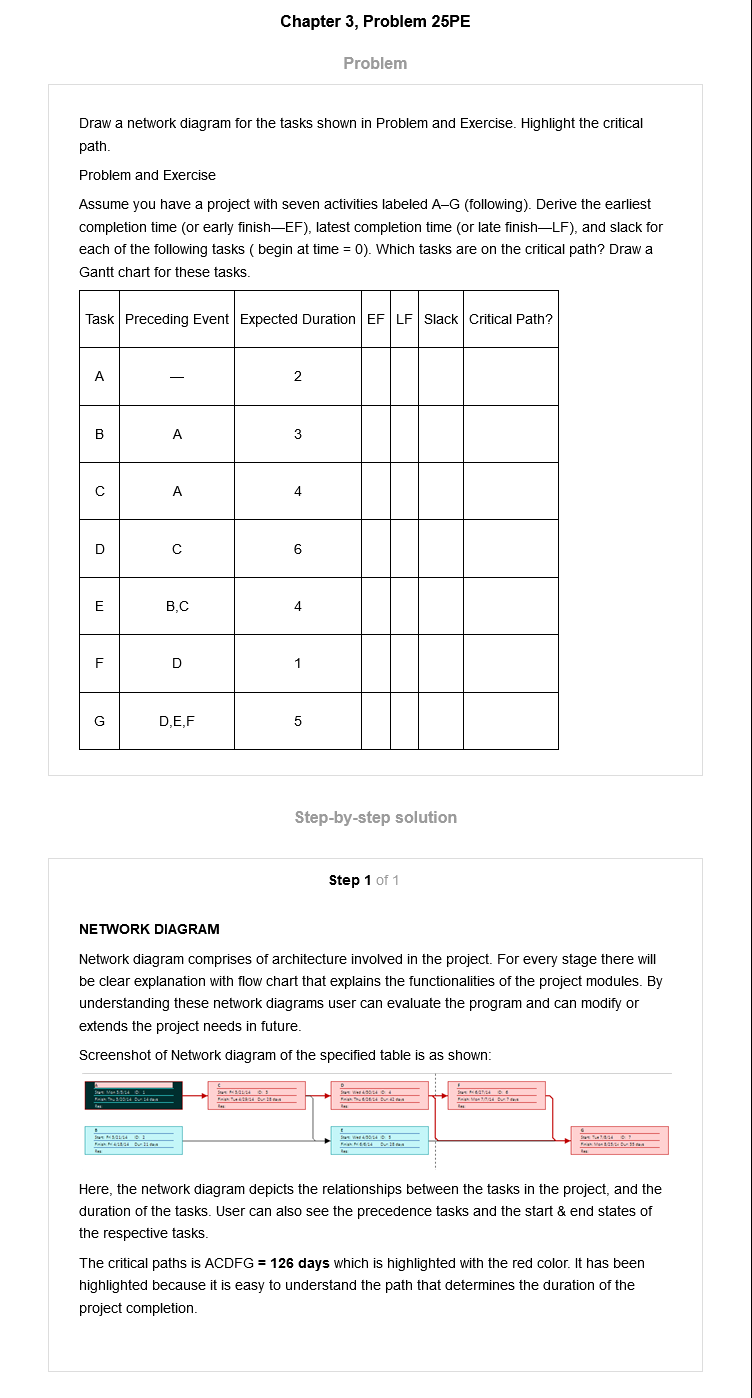 Chapter 3, Problem 25PE
Problem
Draw a network diagram for the tasks shown in Problem and Exercise. Highlight the critical
path.
Problem and Exercise
Assume you have a project with seven activities labeled A–G (following). Derive the earliest
completion time (or early finish—EF), latest completion time (or late finish—LF), and slack for
each of the following tasks ( begin at time = 0). Which tasks are on the critical path? Draw a
Gantt chart for these tasks.
Task Preceding Event Expected Duration EF LF Slack Critical Path?
A — 2
B A 3
C A 4
D C 6
E B,C 4
F D 1
G D,E,F 5
Step-by-step solution
Step 1 of 1
NETWORK DIAGRAM
Network diagram comprises of architecture involved in the project. For every stage there will
be clear explanation with flow chart that explains the functionalities of the project modules. By
understanding these network diagrams user can evaluate the program and can modify or
extends the project needs in future.
Screenshot of Network diagram of the specified table is as shown:
Here, the network diagram depicts the relationships between the tasks in the project, and the
duration of the tasks. User can also see the precedence tasks and the start & end states of
the respective tasks.
The critical paths is ACDFG = 126 days which is highlighted with the red color. It has been
highlighted because it is easy to understand the path that determines the duration of the
project completion.